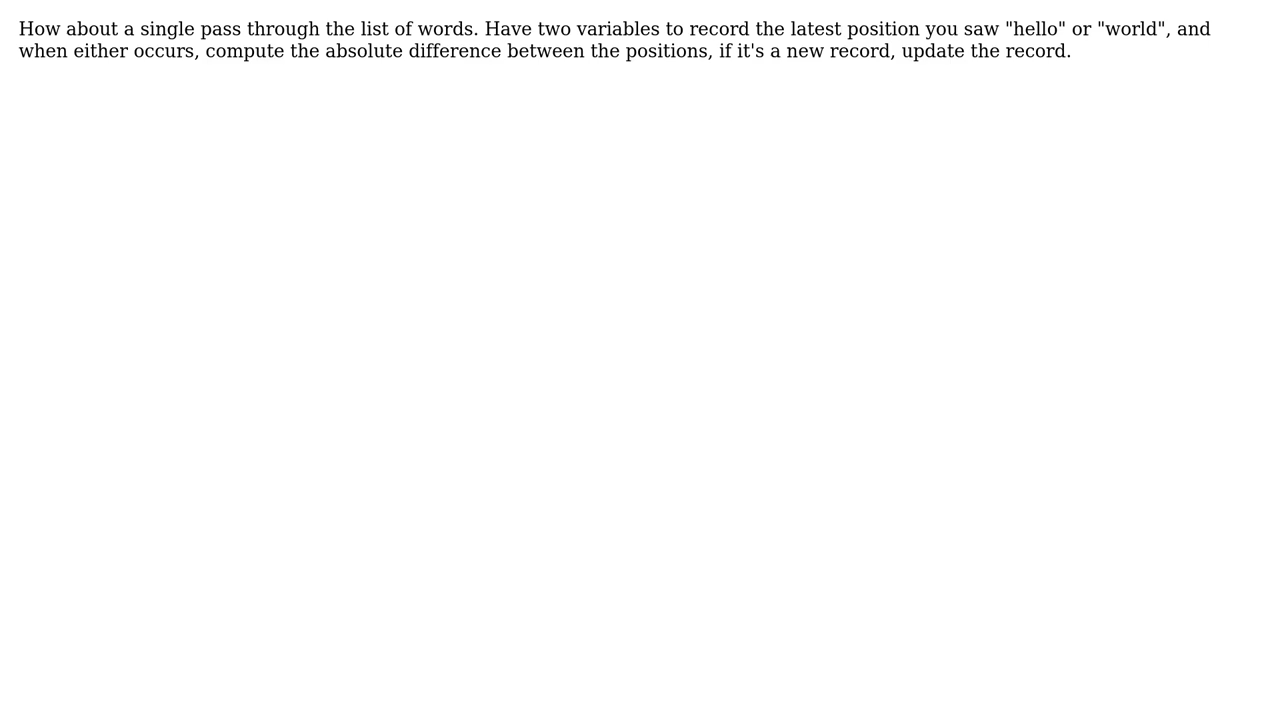 How about a single pass through the list of words. Have two variables to record the latest position you saw "hello" or "world", and
when either occurs, compute the absolute difference between the positions, if it's a new record, update the record.